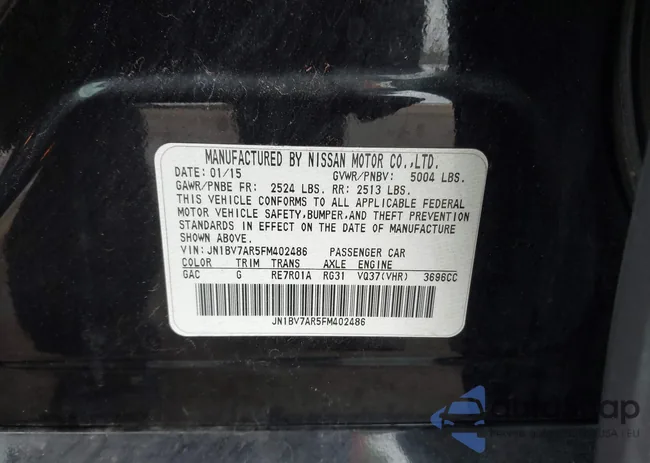 MANUFACTURED BY NISSAN MOTOR CO.,LTD.
DATE: 01/15 GVWR/PNBV: 5004 LBS.
GAWR/PNBE FR: 2524 LBS. RR: 2513 LBS.
THIS VEHICLE CONFORMS TO ALL APPLICABLE FEDERAL
MOTOR VEHICLE SAFETY, BUMPER, AND THEFT PREVENTION
STANDARDS IN EFFECT ON THE DATE OF MANUFACTURE
SHOWN ABOVE.
VIN: JN1BV7AR5FM402486 PASSENGER CAR
COLOR TRIM TRANS AXLE ENGINE
GAC G RE7R01A RG31 VQ37(VHR) 3696CC
JN1BV7AR5FM402486